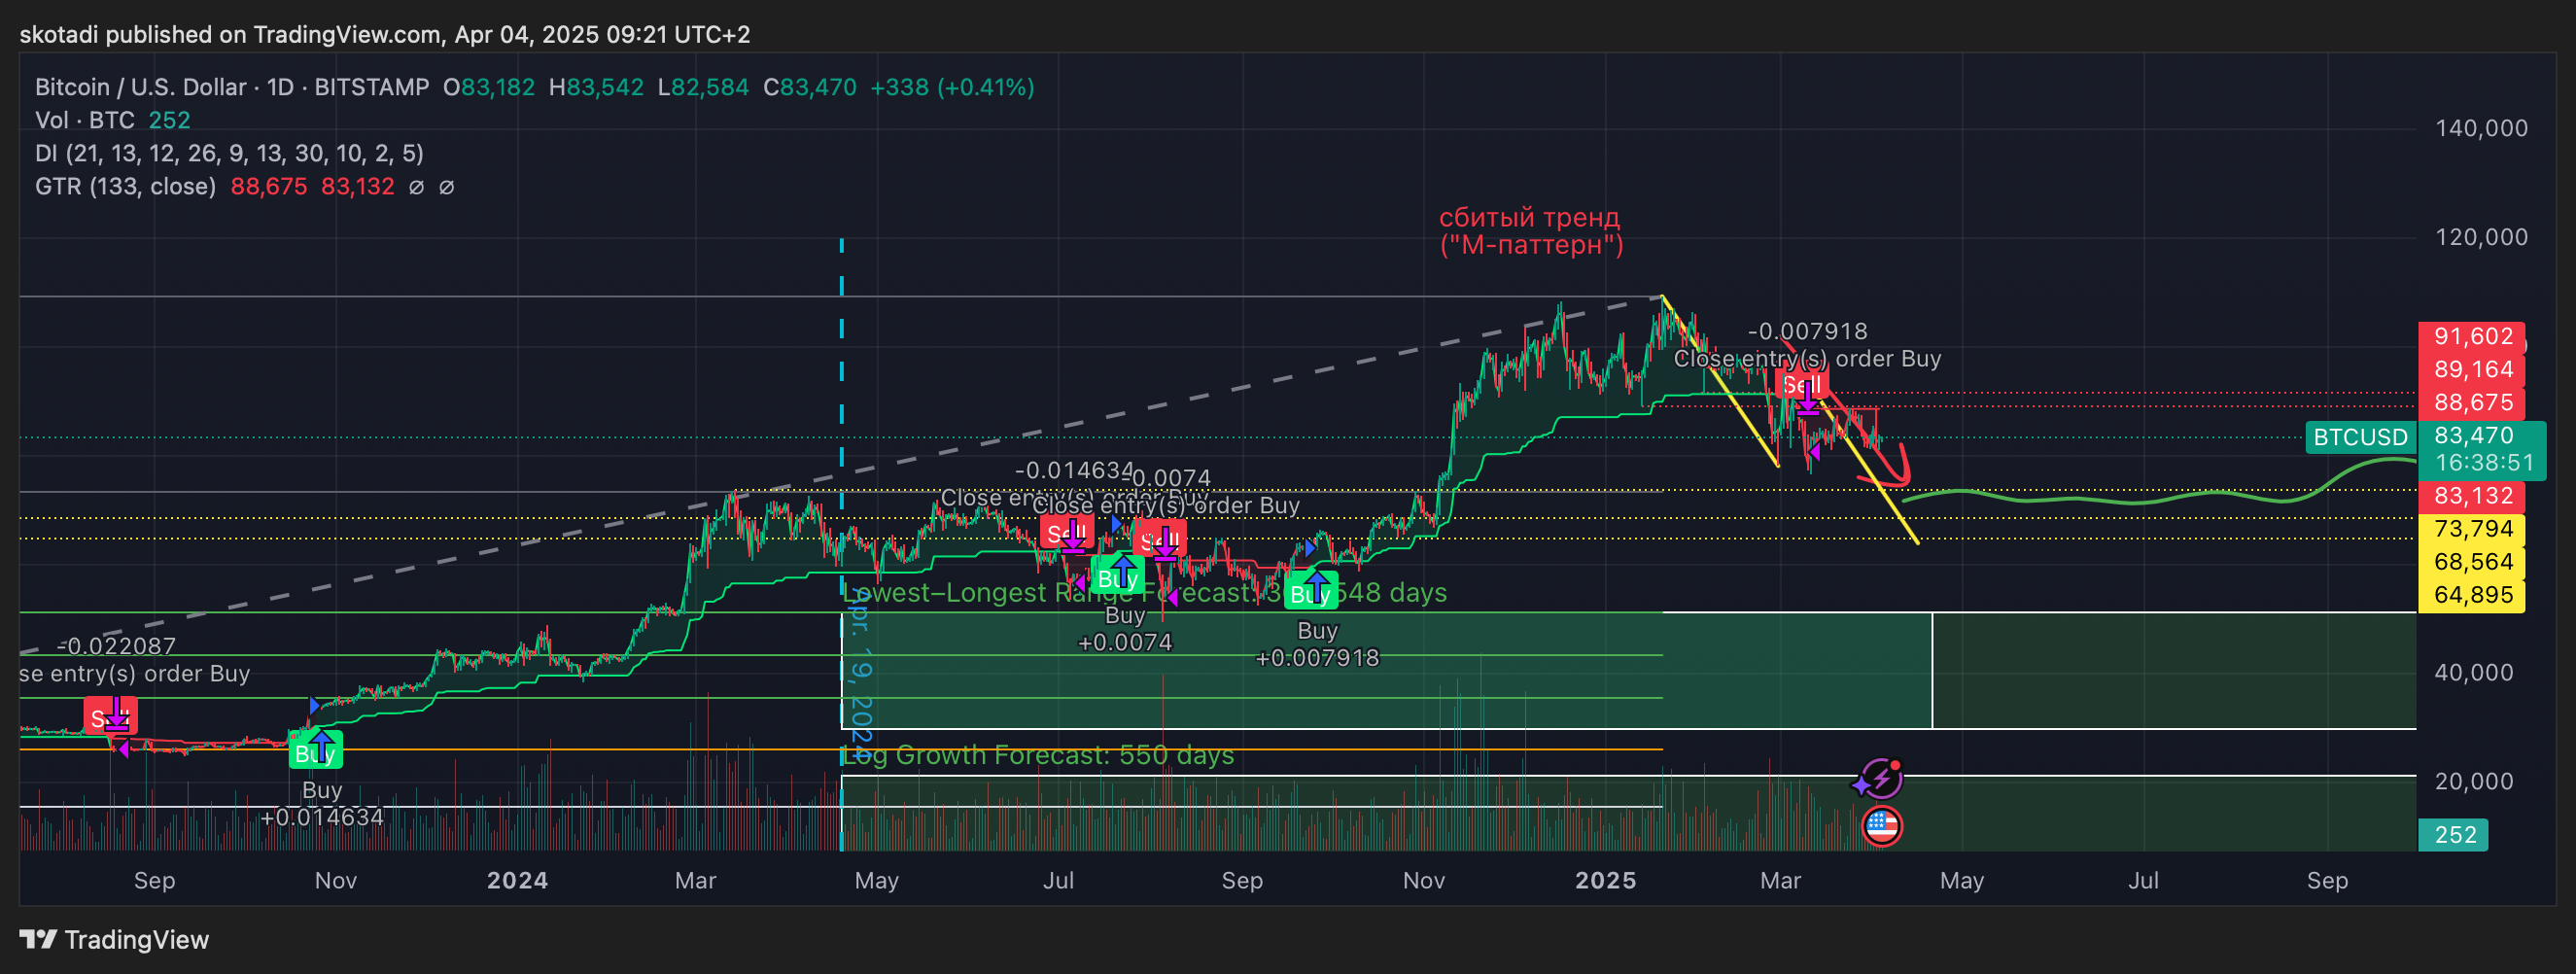 skotadi published on TradingView.com, Apr 04, 2025 09:21 UTC+2
Bitcoin / U.S. Dollar · 1D · BITSTAMP O83,182 H83,542 L82,584 C83,470 +338 (+0.41%)
Vol · BTC 252
DI (21, 13, 12, 26, 9, 13, 30, 10, 2, 5)
GTR (133, close) 88,675 83,132 ∅ ∅
140,000
120,000
сбитый тренд
("М-паттерн")
-0.007918
Close entry(s) order Buy
Sell
91,602
89,164
88,675
BTCUSD 83,470
16:38:51
83,132
73,794
68,564
64,895
-0.014634
-0.0074
Close entry(s) order Buy
Close entry(s) order Buy
Sell
Sell
Buy
Buy
+0.0074
Buy
Buy
+0.007918
Lowest–Longest Range Forecast: 548 days
Apr. 19, 2024
-0.022087
se entry(s) order Buy
Sell
Buy
Buy
+0.014634
Log Growth Forecast: 550 days
40,000
20,000
252
Sep Nov 2024 Mar May Jul Sep Nov 2025 Mar May Jul Sep
TradingView